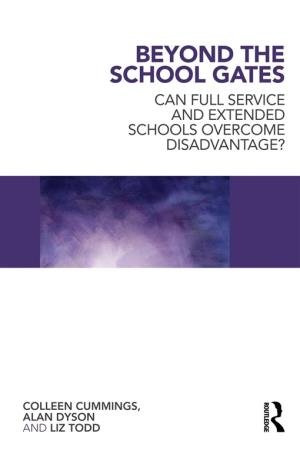 BEYOND THE
SCHOOL GATES
CAN FULL SERVICE
AND EXTENDED
SCHOOLS OVERCOME
DISADVANTAGE?
COLLEEN CUMMINGS,
ALAN DYSON
AND LIZ TODD
ROUTLEDGE